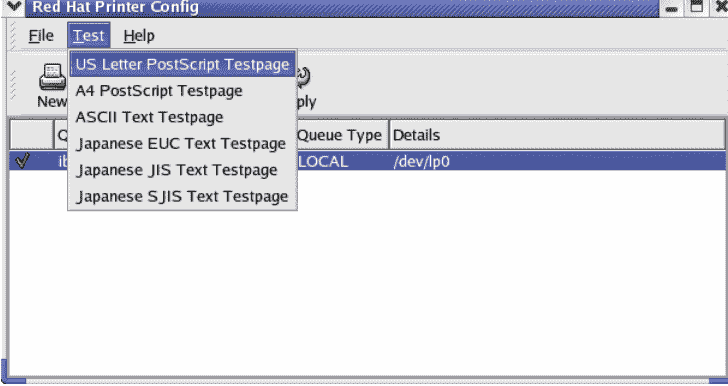 Red Hat Printer Config
File Test Help
US Letter PostScript Testpage
A4 PostScript Testpage
New
ply
ASCII Text Testpage
Q Queue Type Details
Japanese EUC Text Testpage
ib LOCAL /dev/lp0
Japanese JIS Text Testpage
Japanese SJIS Text Testpage